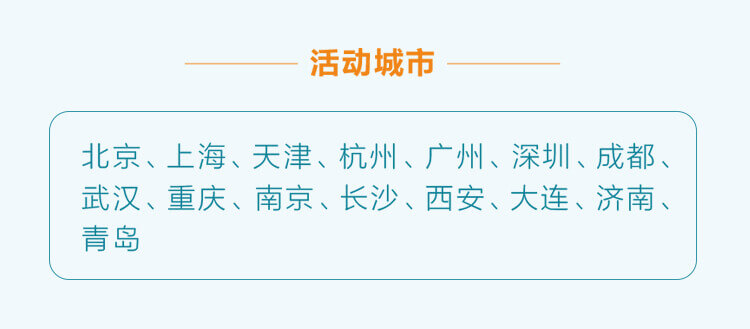 活动城市
北京、上海、天津、杭州、广州、深圳、成都、
武汉、重庆、南京、长沙、西安、大连、济南、
青岛